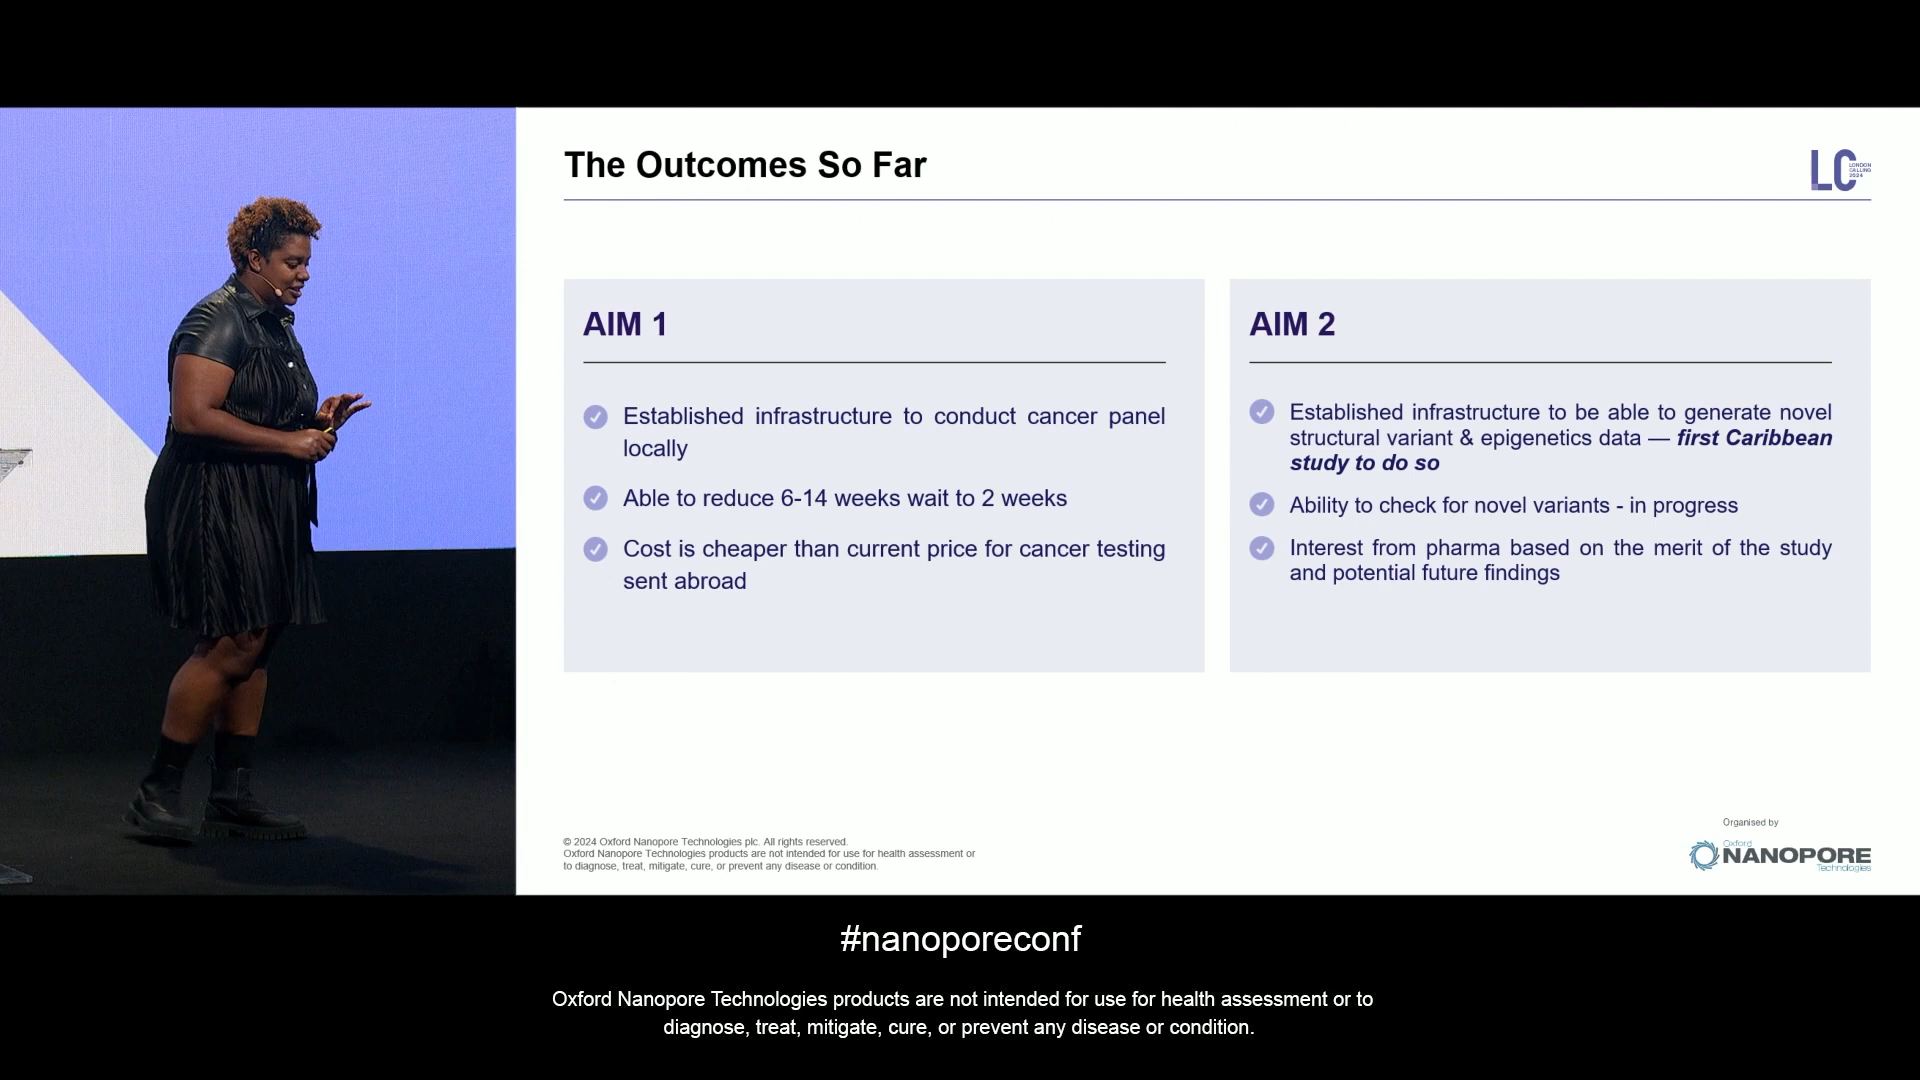 The Outcomes So Far
LC LONDON
CALLING
2024
AIM 1
Established infrastructure to conduct cancer panel
locally
Able to reduce 6-14 weeks wait to 2 weeks
Cost is cheaper than current price for cancer testing
sent abroad
AIM 2
Established infrastructure to be able to generate novel
structural variant & epigenetics data — first Caribbean
study to do so
Ability to check for novel variants - in progress
Interest from pharma based on the merit of the study
and potential future findings
© 2024 Oxford Nanopore Technologies plc. All rights reserved.
Oxford Nanopore Technologies products are not intended for use for health assessment or
to diagnose, treat, mitigate, cure, or prevent any disease or condition.
Organised by
Oxford
NANOPORE
Technologies
#nanoporeconf
Oxford Nanopore Technologies products are not intended for use for health assessment or to
diagnose, treat, mitigate, cure, or prevent any disease or condition.